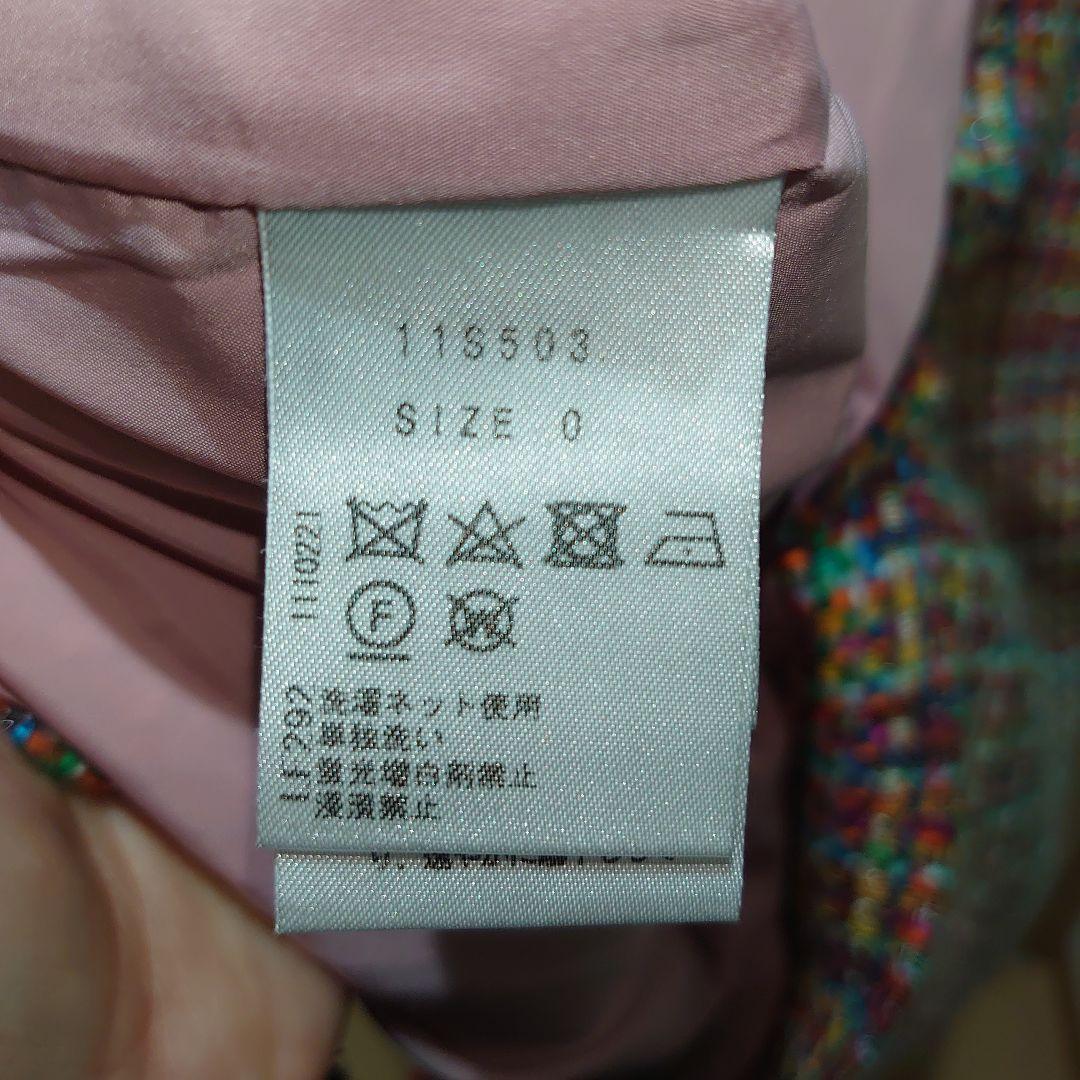 11S503
SIZE 0
1110221
F
W
1F292
洗濯ネット使用
単独洗い
蛍光増白剤禁止
浸漬禁止